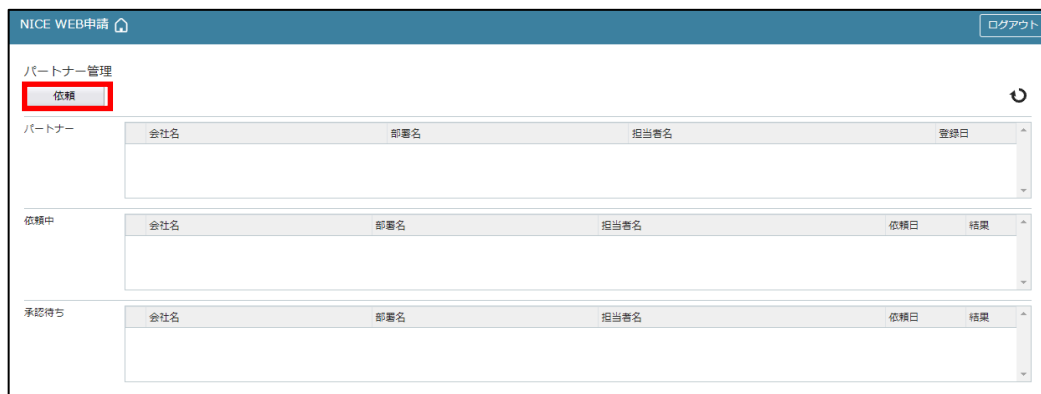 NICE WEB申請 ログアウト
パートナー管理
依頼
パートナー
会社名 部署名 担当者名 登録日
依頼中
会社名 部署名 担当者名 依頼日 結果
承認待ち
会社名 部署名 担当者名 依頼日 結果